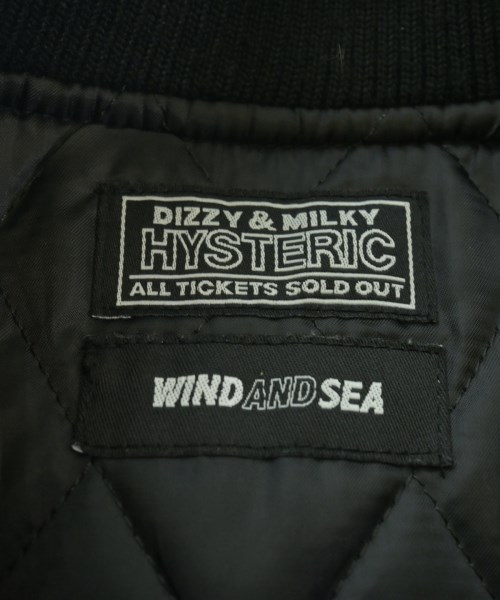 DIZZY & MILKY
HYSTERIC
ALL TICKETS SOLD OUT
WIND AND SEA